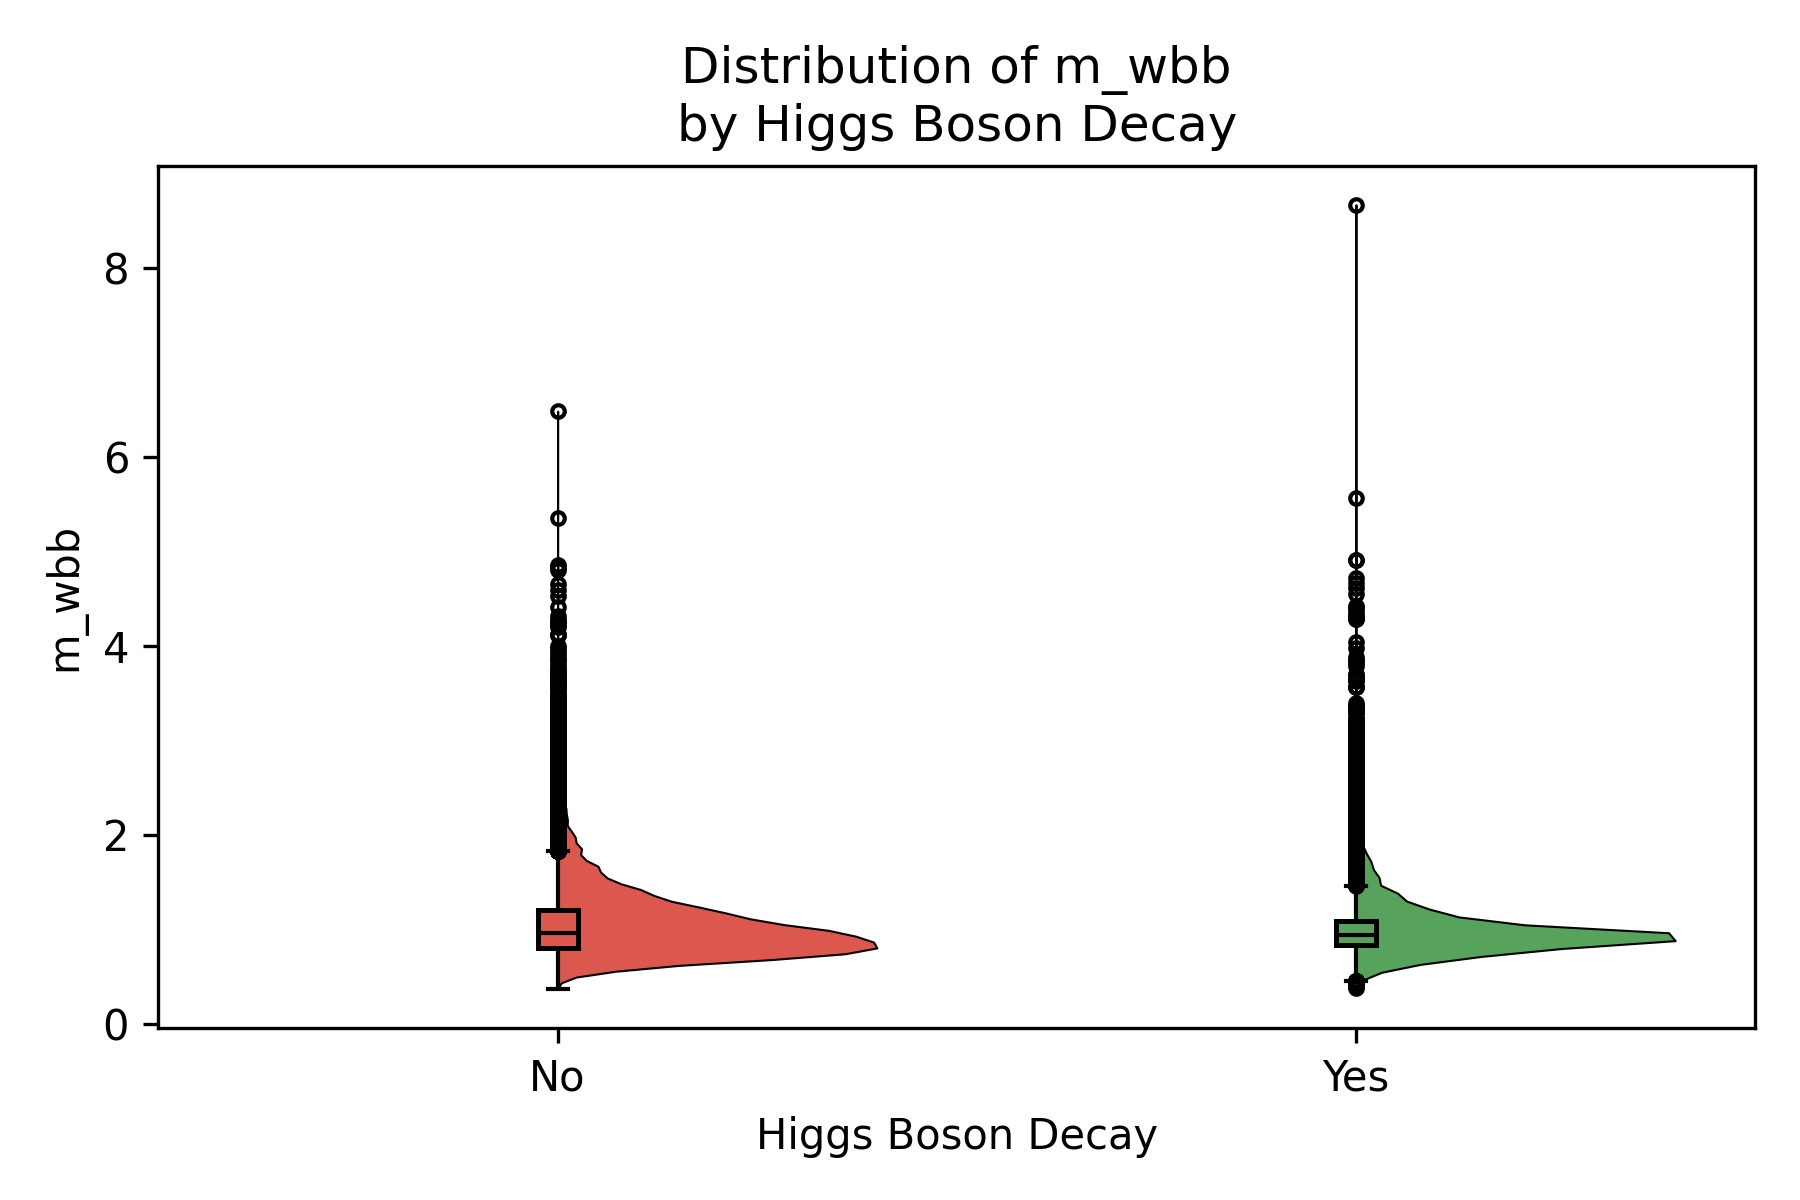 Distribution of m_wbb
by Higgs Boson Decay
8
6
4
2
0
m_wbb
No
Yes
Higgs Boson Decay